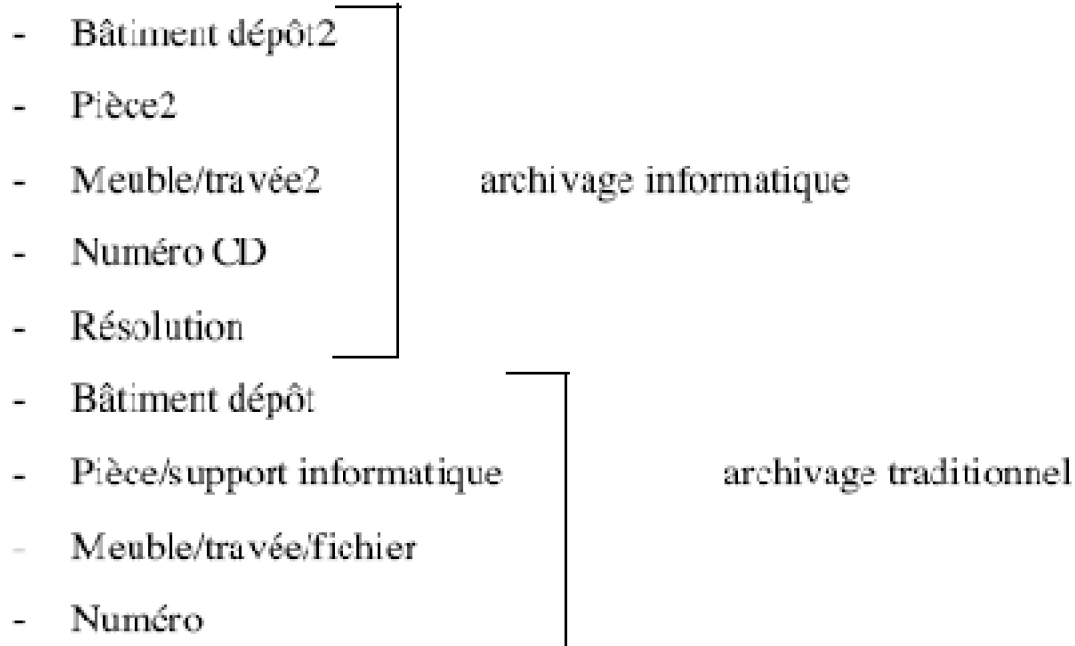 - Bâtiment dépôt2
- Pièce2
- Meuble/travée2 archivage informatique
- Numéro CD
- Résolution
- Bâtiment dépôt
- Pièce/support informatique archivage traditionnel
- Meuble/travée/fichier
- Numéro